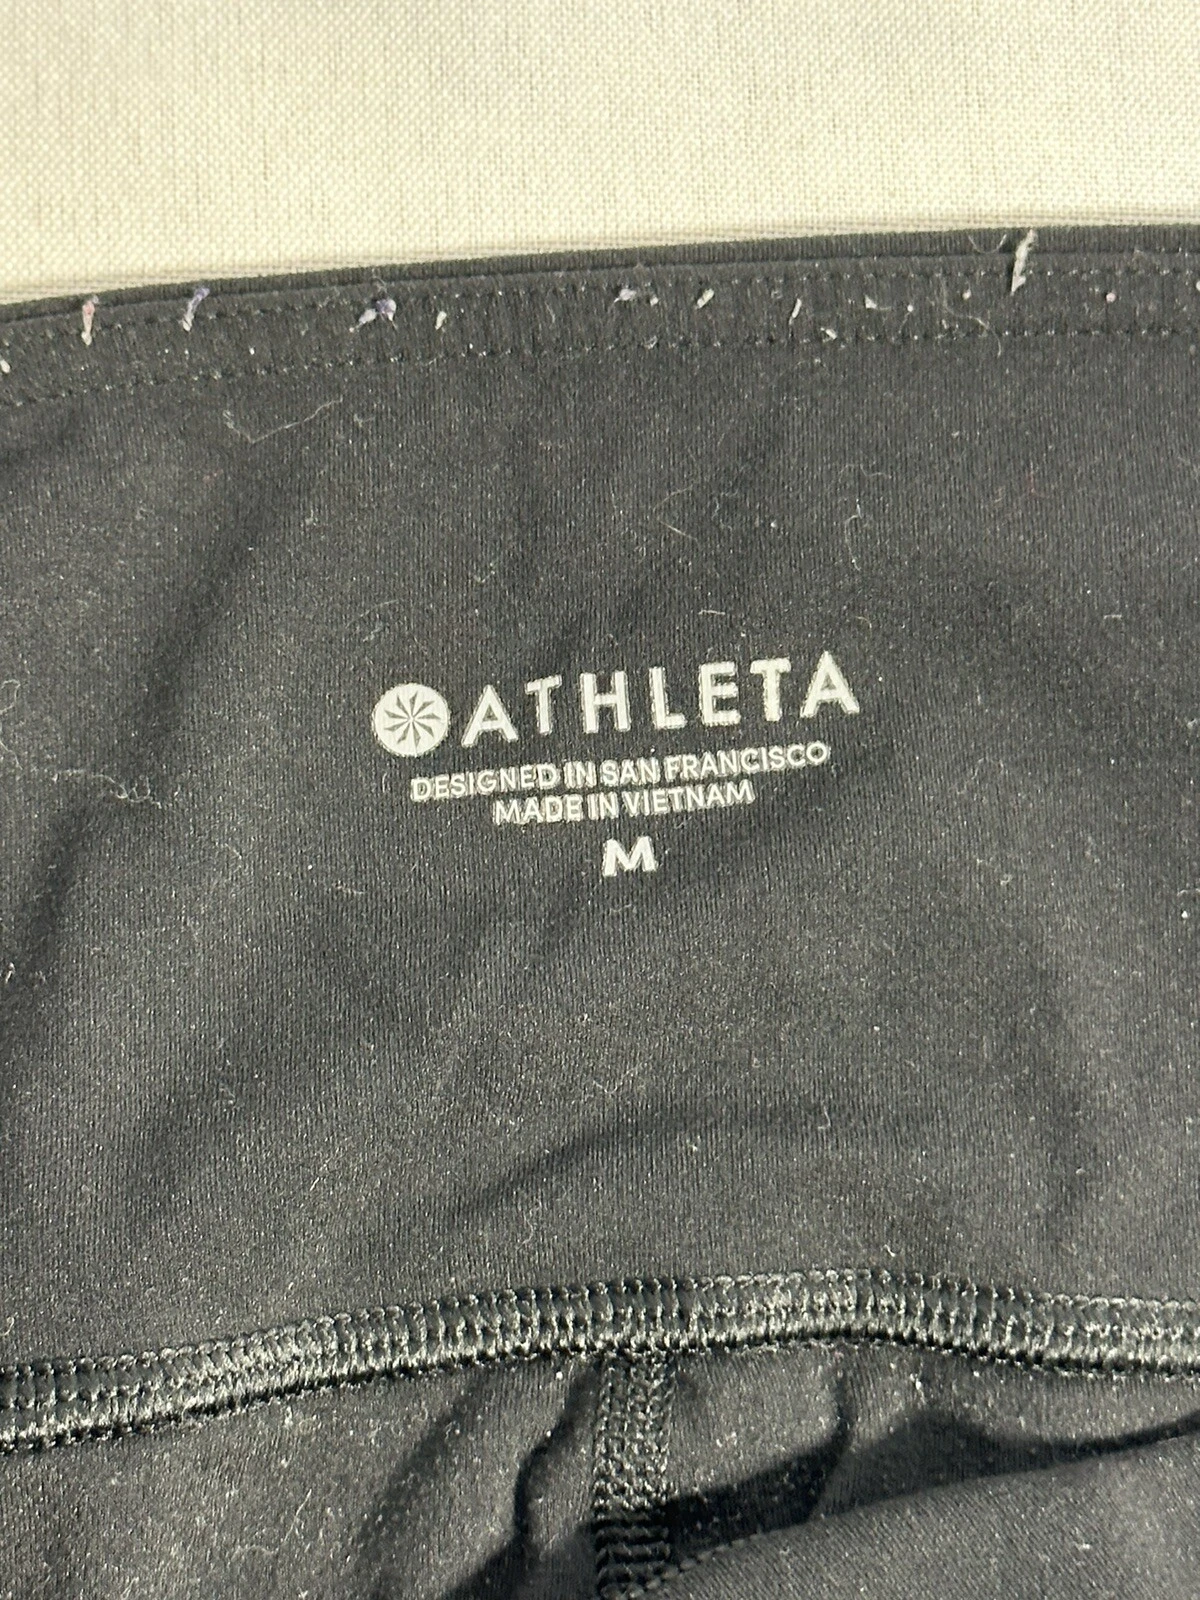 ATHLETA
DESIGNED IN SAN FRANCISCO
MADE IN VIETNAM
M